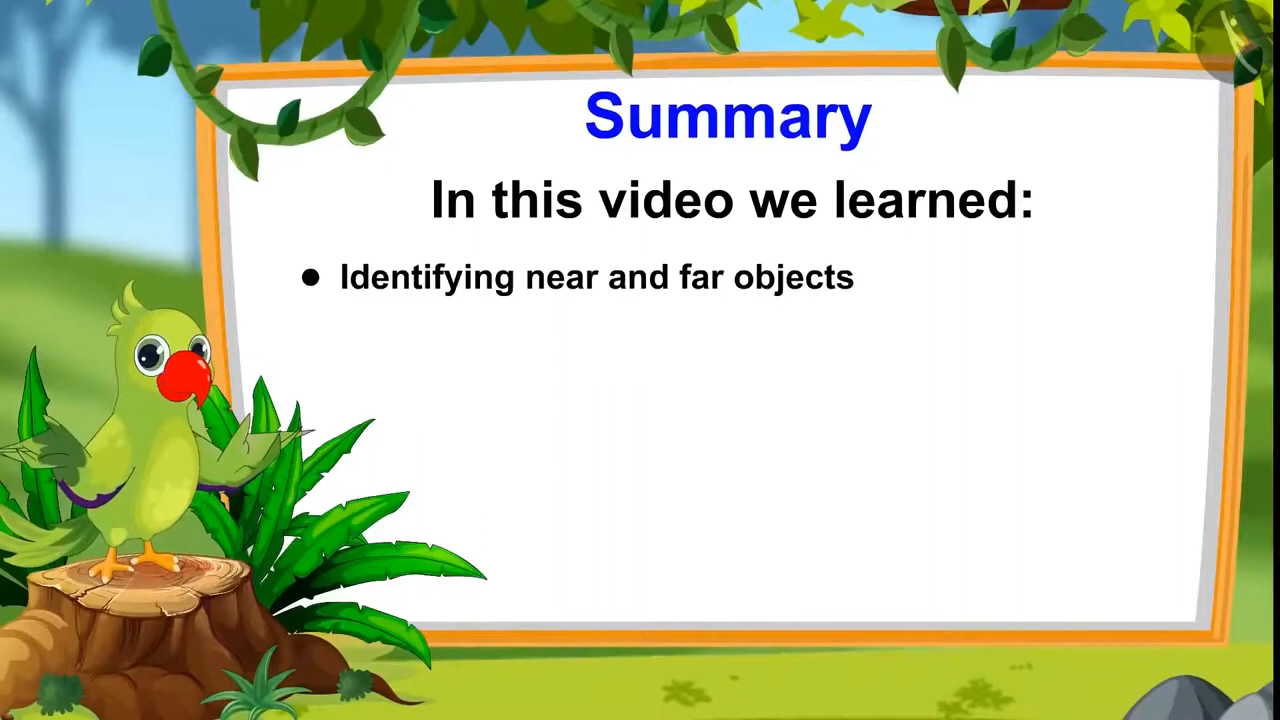 Summary
In this video we learned:
● Identifying near and far objects